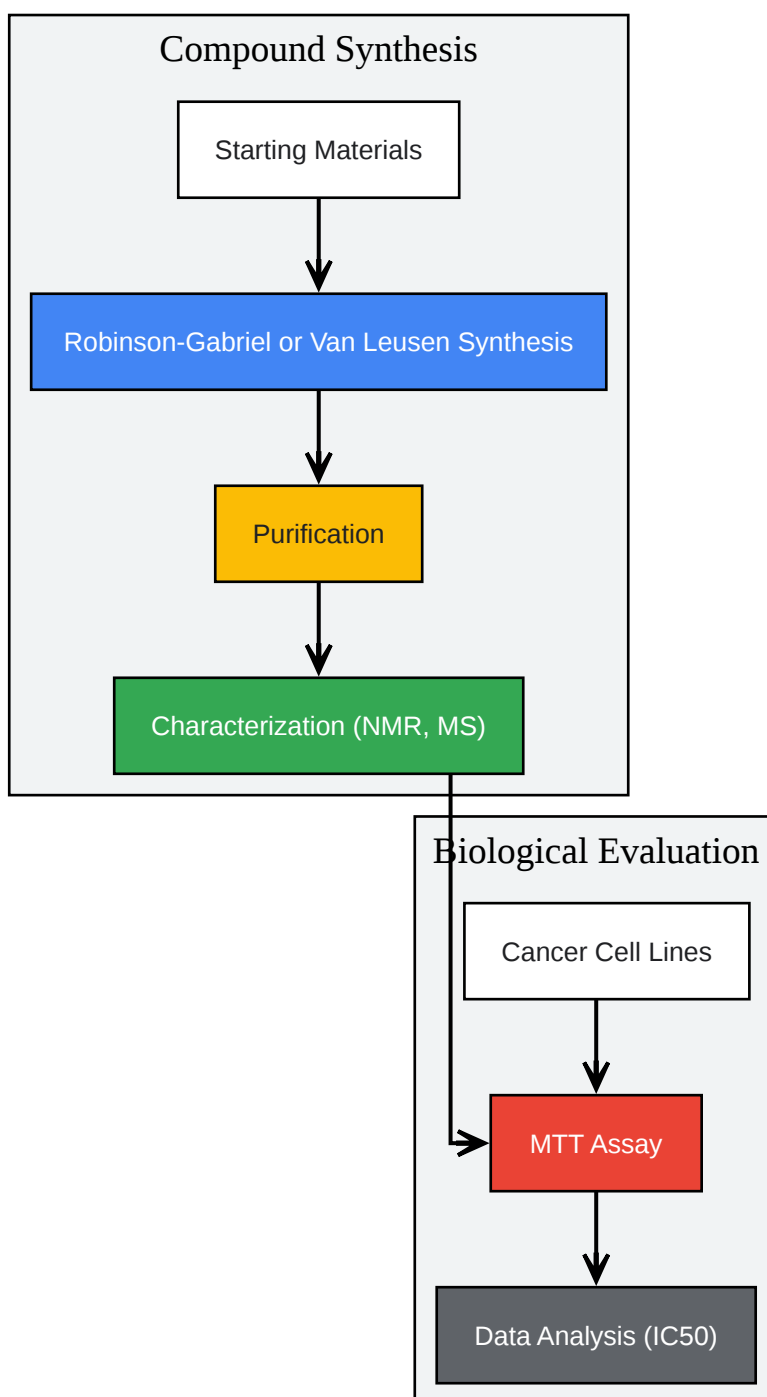 Compound Synthesis
Starting Materials
Robinson-Gabriel or Van Leusen Synthesis
Purification
Characterization (NMR, MS)
Biological Evaluation
Cancer Cell Lines
MTT Assay
Data Analysis (IC50)